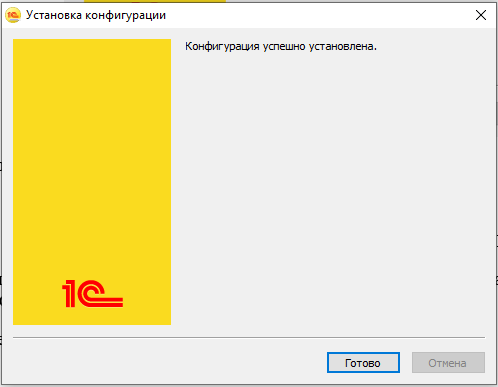 Установка конфигурации
Конфигурация успешно установлена.
1С
Готово
Отмена